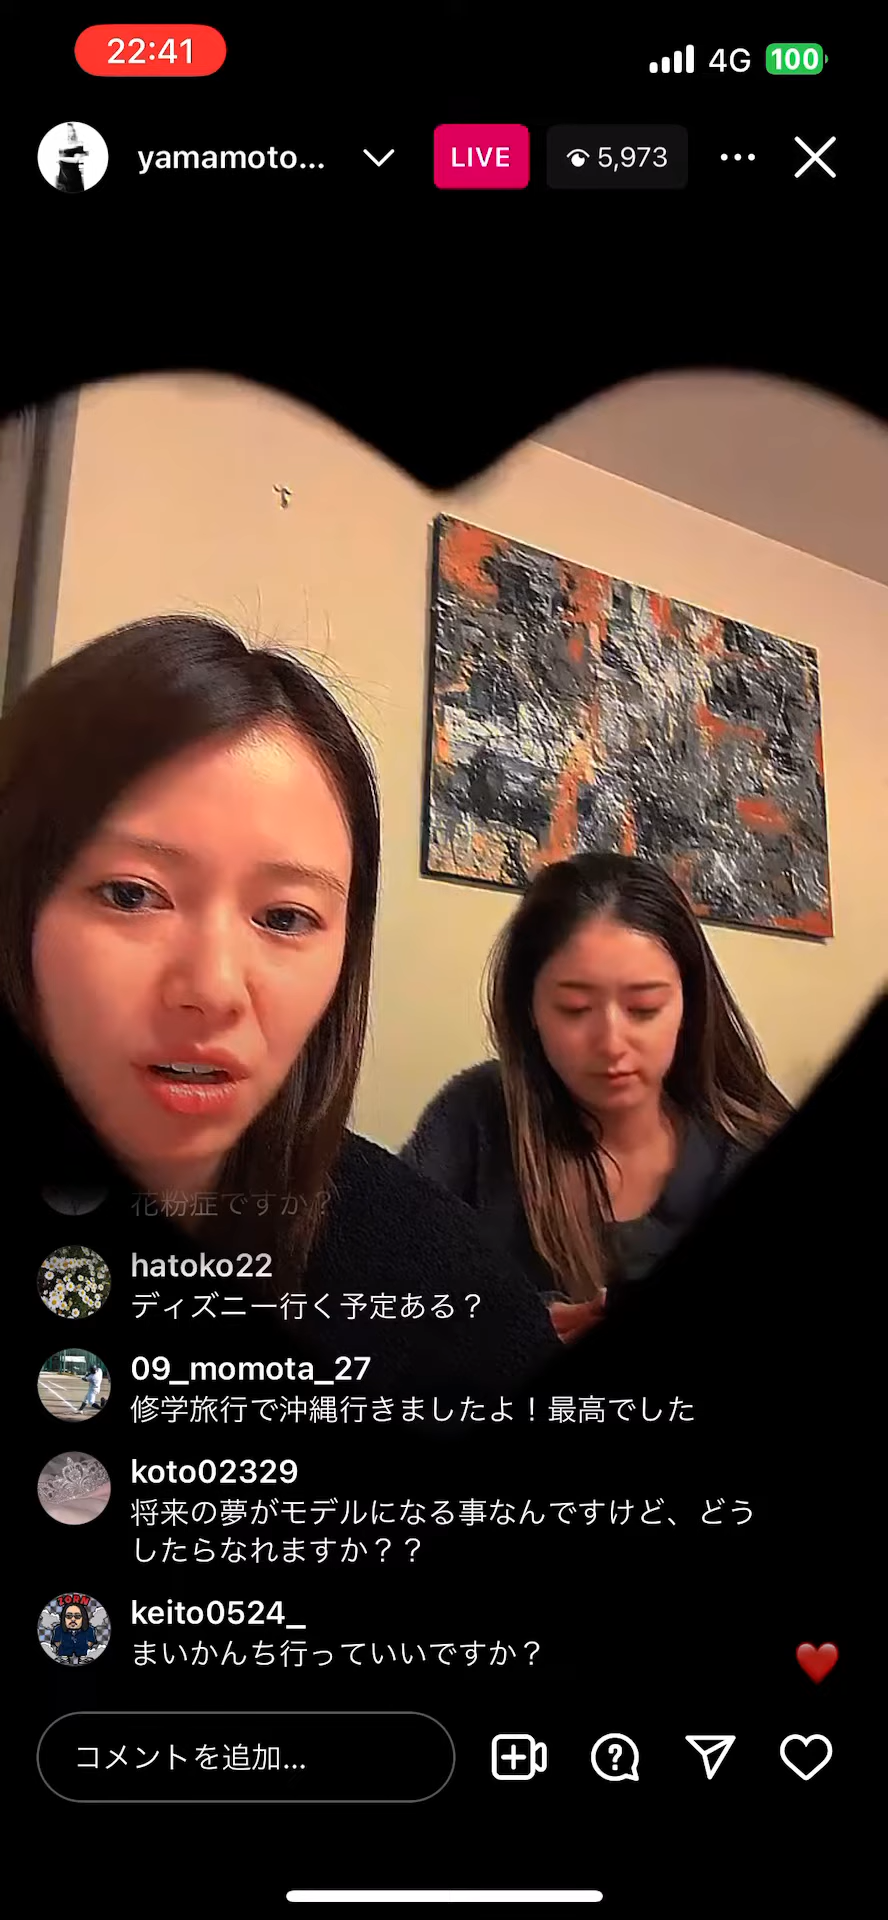 22:41
4G
100
yamamoto...
LIVE
5,973
花粉症ですか？
hatoko22
ディズニー行く予定ある？
09_momota_27
修学旅行で沖縄行きましたよ！最高でした
koto02329
将来の夢がモデルになる事なんですけど、どう
したらなれますか？？
ZORN
keito0524_
まいかんち行っていいですか？
コメントを追加...